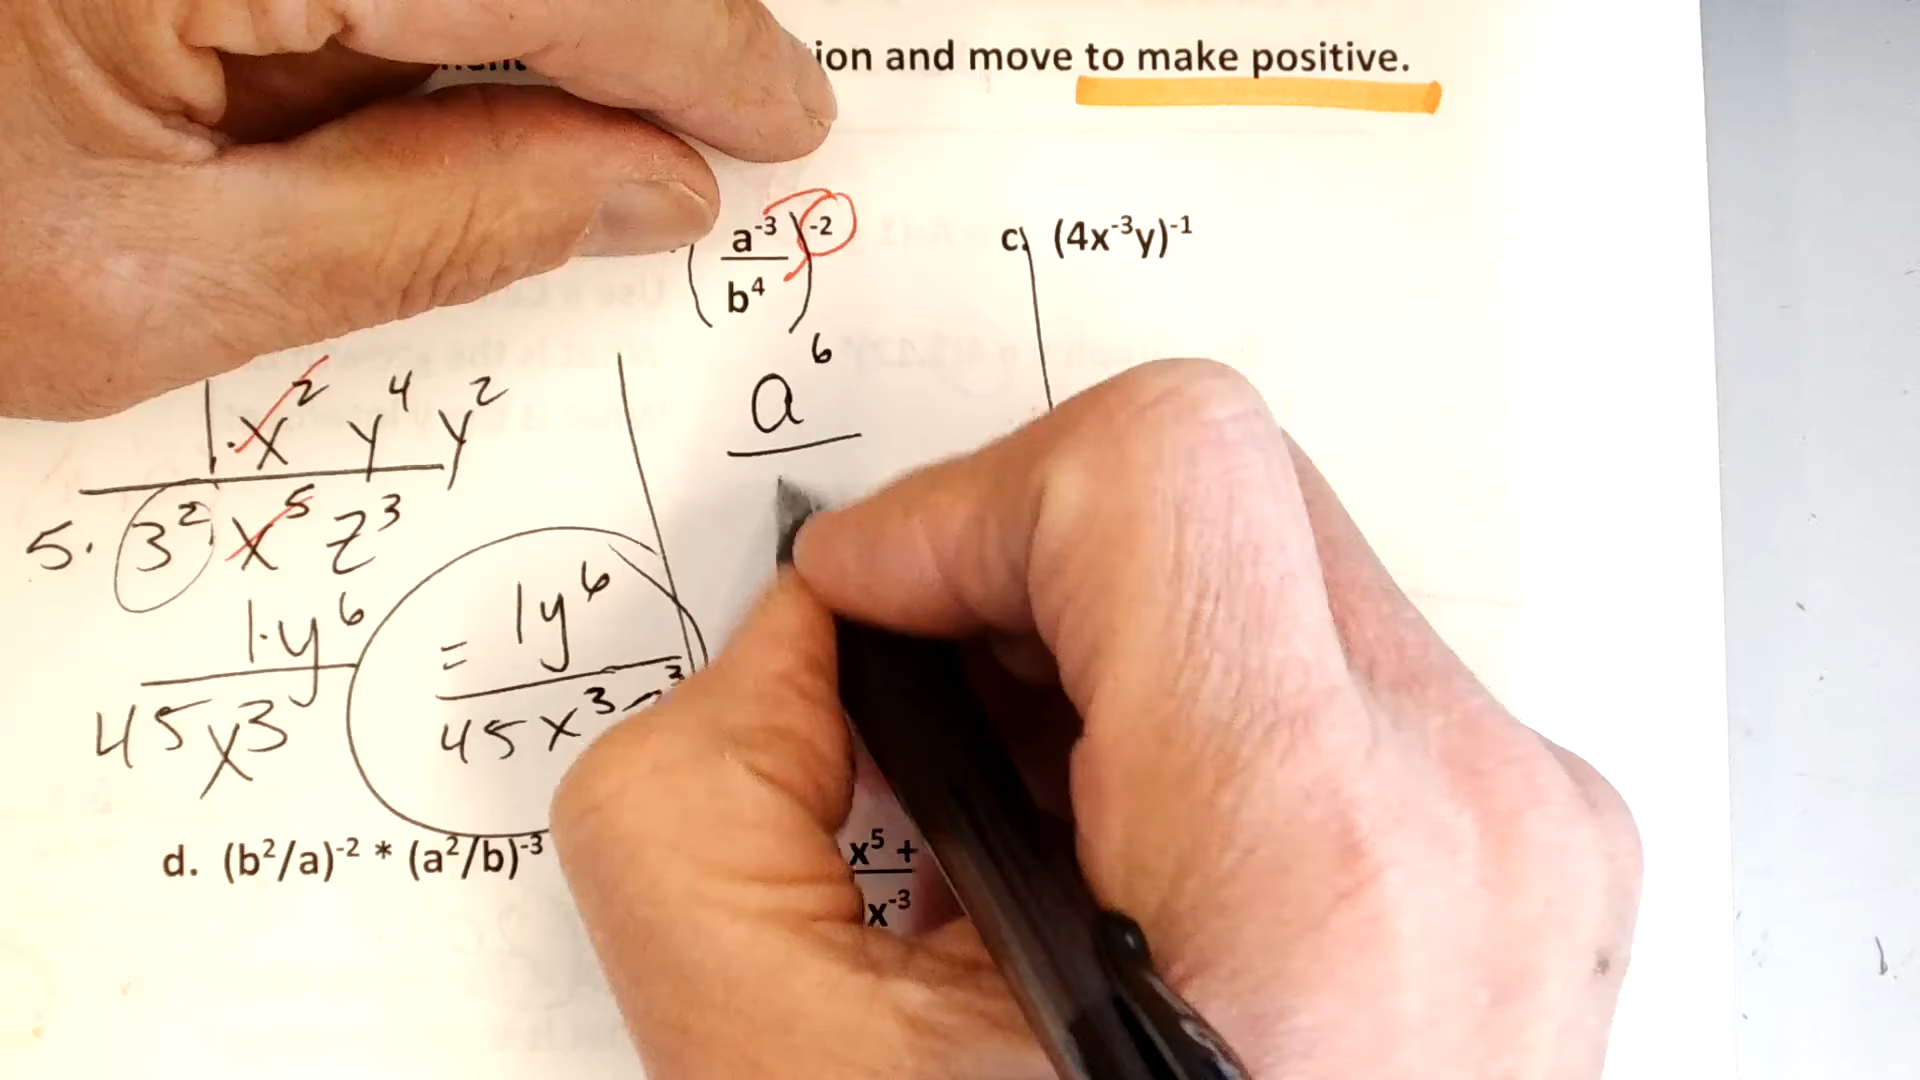 ion and move to make positive.
(a⁻³/b⁴)⁻²
c. (4x⁻³y)⁻¹
a⁶
1·x² y⁴ y²
5. 3² x⁵ z³
1·y⁶
45x3
= 1y⁶
45x³
d. (b²/a)⁻² * (a²/b)⁻³
x⁵ +
x⁻³